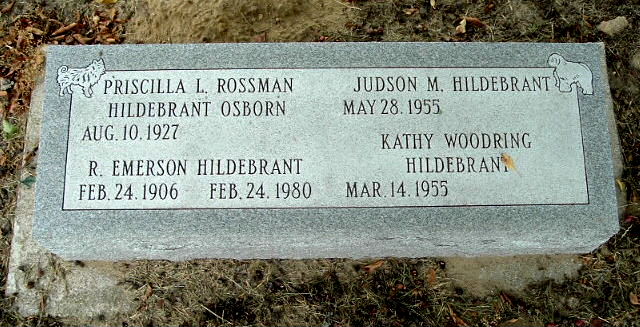 PRISCILLA L. ROSSMAN
HILDEBRANT OSBORN
AUG. 10. 1927
R. EMERSON HILDEBRANT
FEB. 24. 1906 FEB. 24. 1980
JUDSON M. HILDEBRANT
MAY 28. 1955
KATHY WOODRING
HILDEBRANT
MAR. 14. 1955